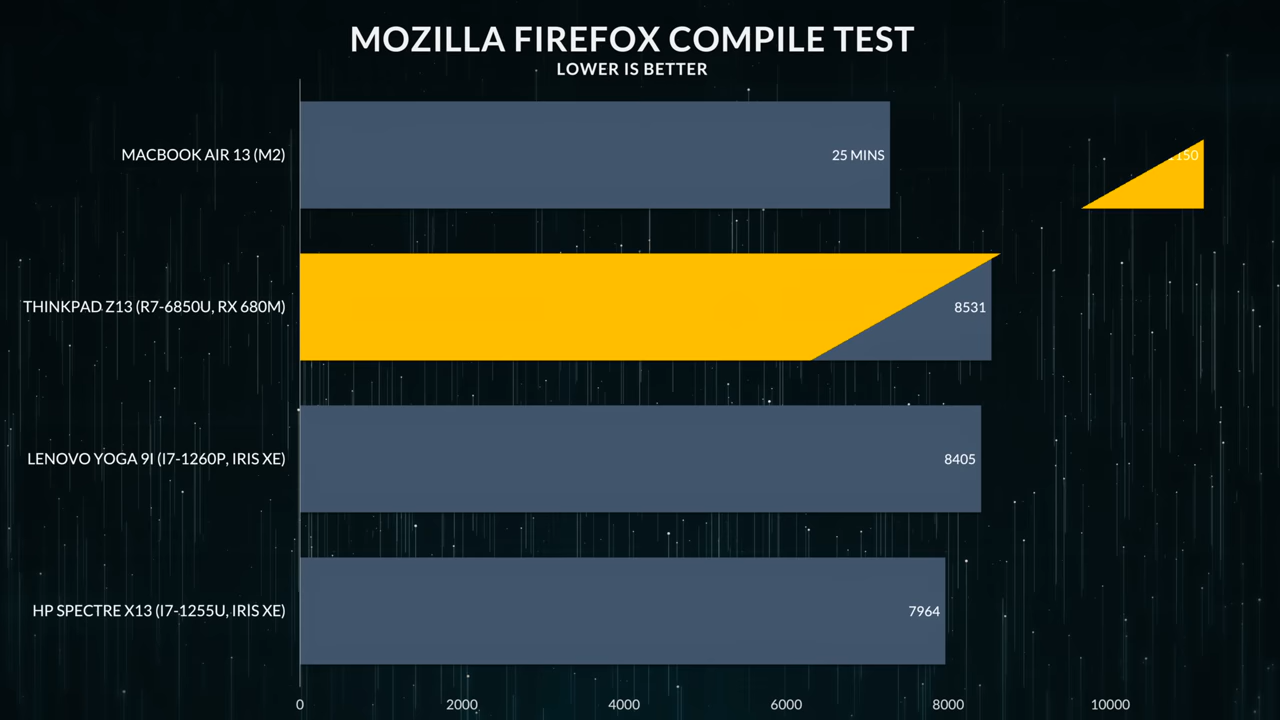 MOZILLA FIREFOX COMPILE TEST
LOWER IS BETTER
MACBOOK AIR 13 (M2)
25 MINS
THINKPAD Z13 (R7-6850U, RX 680M)
8531
LENOVO YOGA 9I (I7-1260P, IRIS XE)
8405
HP SPECTRE X13 (I7-1255U, IRIS XE)
7964
0 2000 4000 6000 8000 10000